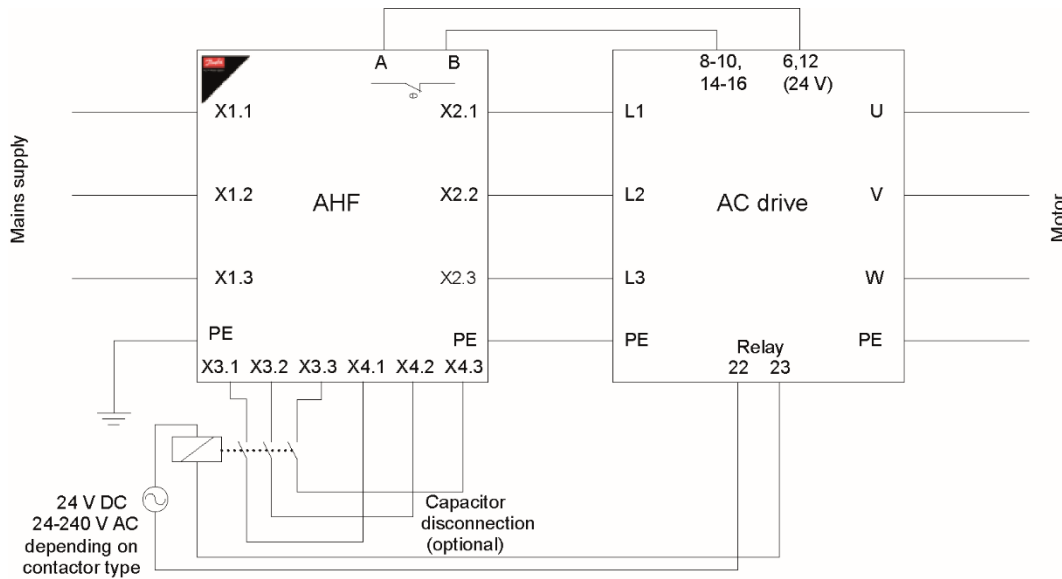 A B
8-10,
14-16
6,12
(24 V)
Danfoss
θ
X1.1 X2.1 L1 U
Mains supply
X1.2 AHF X2.2 L2 AC drive V
Motor
X1.3 X2.3 L3 W
PE PE PE PE
X3.1 X3.2 X3.3 X4.1 X4.2 X4.3
Relay
22 23
24 V DC
24-240 V AC
depending on
contactor type
Capacitor
disconnection
(optional)